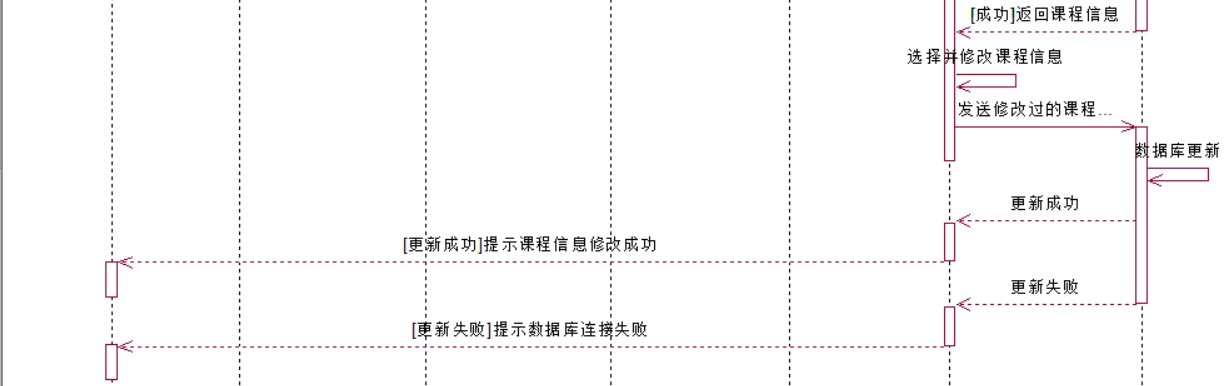 [成功]返回课程信息
选择并修改课程信息
发送修改过的课程...
数据库更新
更新成功
[更新成功]提示课程信息修改成功
更新失败
[更新失败]提示数据库连接失败